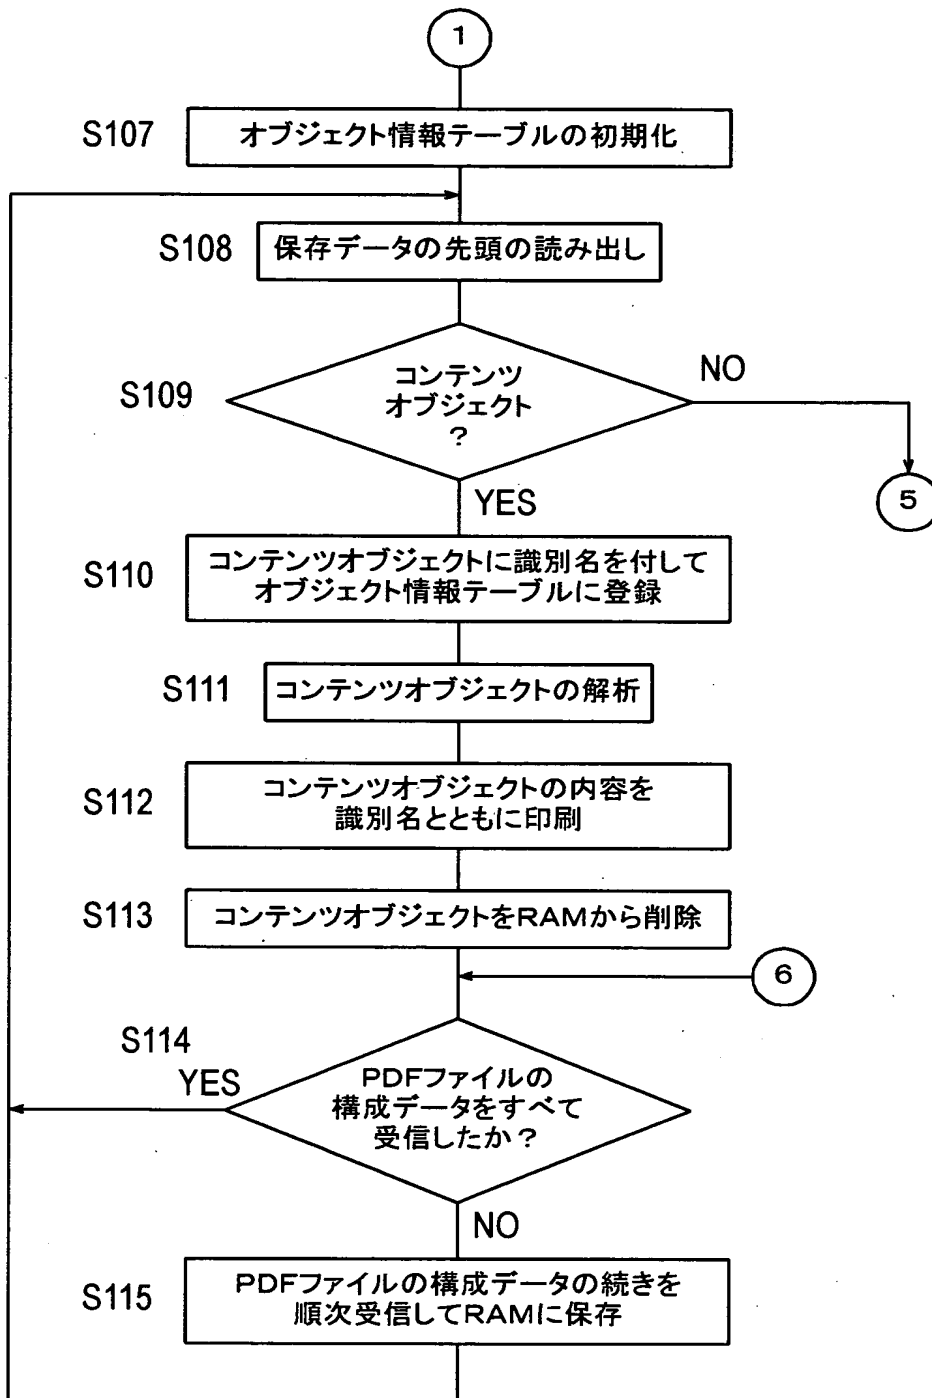 1
S107
オブジェクト情報テーブルの初期化
S108
保存データの先頭の読み出し
S109
コンテンツ
オブジェクト
?
NO
5
YES
S110
コンテンツオブジェクトに識別名を付して
オブジェクト情報テーブルに登録
S111
コンテンツオブジェクトの解析
S112
コンテンツオブジェクトの内容を
識別名とともに印刷
S113
コンテンツオブジェクトをRAMから削除
6
S114
YES
PDFファイルの
構成データをすべて
受信したか?
NO
S115
PDFファイルの構成データの続きを
順次受信してRAMに保存